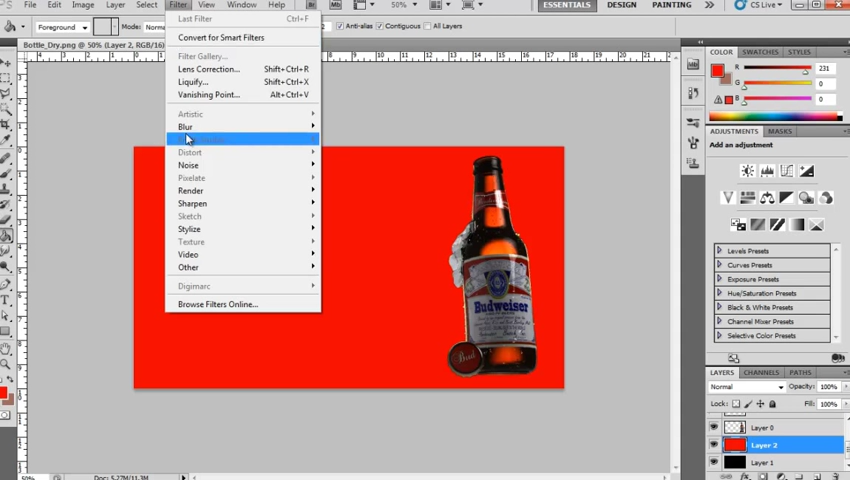 PS File Edit Image Layer Select Filter Analysis View Window Help Br 50% ESSENTIALS DESIGN PAINTING CS Live
Foreground Anti-alias Contiguous All Layers
Bottle_Dry.png @ 50% (Layer 2, RGB/16)
Last Filter Ctrl+F
Convert for Smart Filters
Filter Gallery...
Lens Correction... Shift+Ctrl+R
Liquify... Shift+Ctrl+X
Vanishing Point... Alt+Ctrl+V
Artistic
Blur
Distort
Noise
Pixelate
Render
Sharpen
Sketch
Stylize
Texture
Video
Other
Digimarc
Browse Filters Online...
Budweiser
Bud
COLOR SWATCHES STYLES
R 231
G 0
B 0
ADJUSTMENTS MASKS
Add an adjustment
Levels Presets
Curves Presets
Exposure Presets
Hue/Saturation Presets
Black & White Presets
Channel Mixer Presets
Selective Color Presets
LAYERS CHANNELS PATHS
Normal Opacity: 100%
Lock: Fill: 100%
Layer 0
Layer 2
Layer 1
50% Doc: 5.27M/11.3M